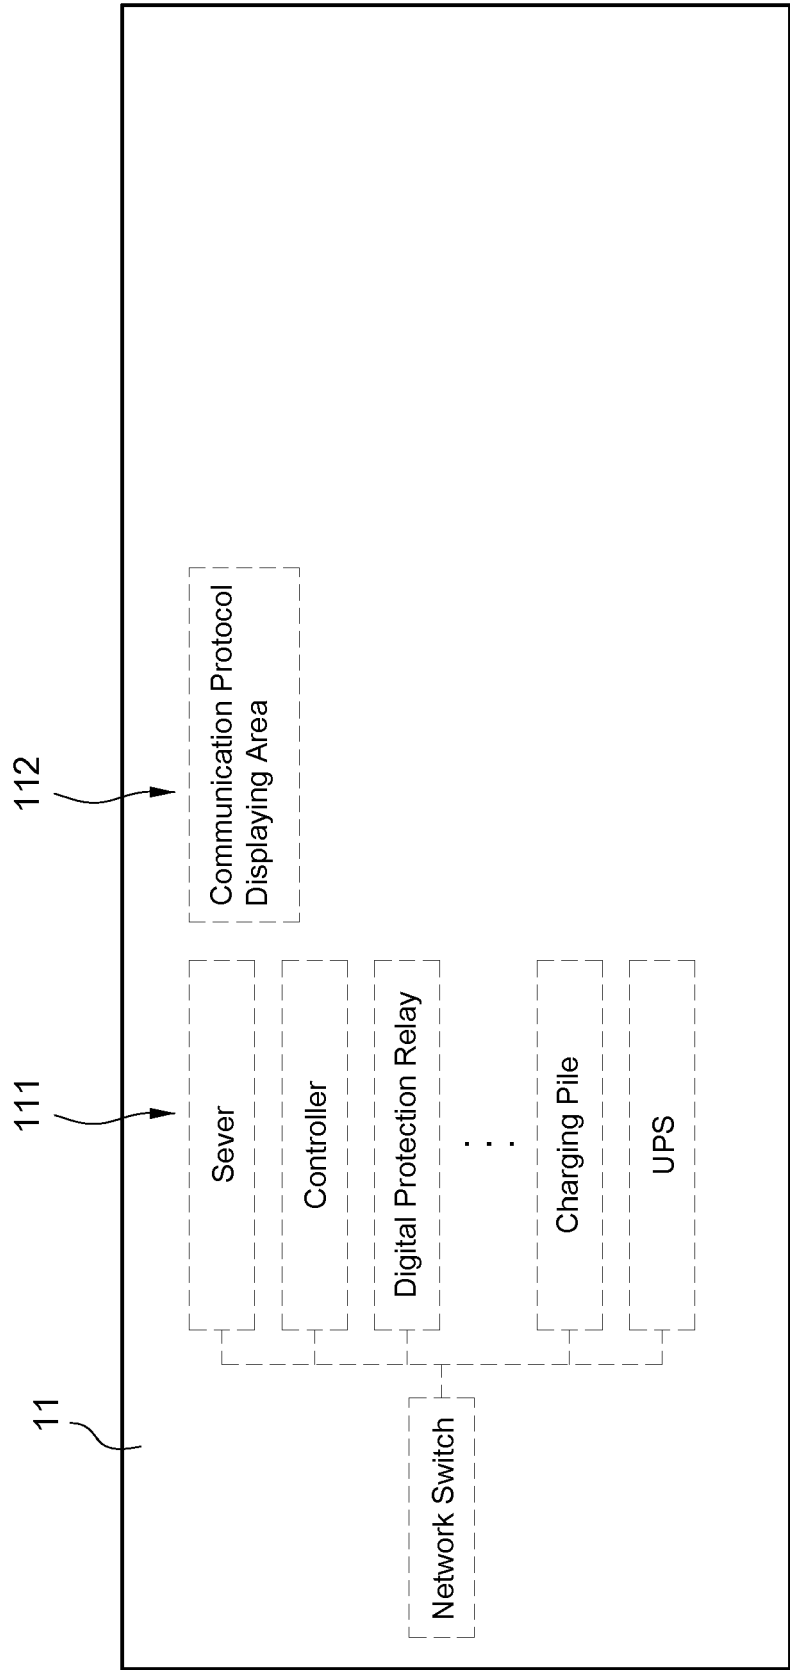 11
111
112
Network Switch
Sever
Controller
Digital Protection Relay
. . .
Charging Pile
UPS
Communication Protocol
Displaying Area